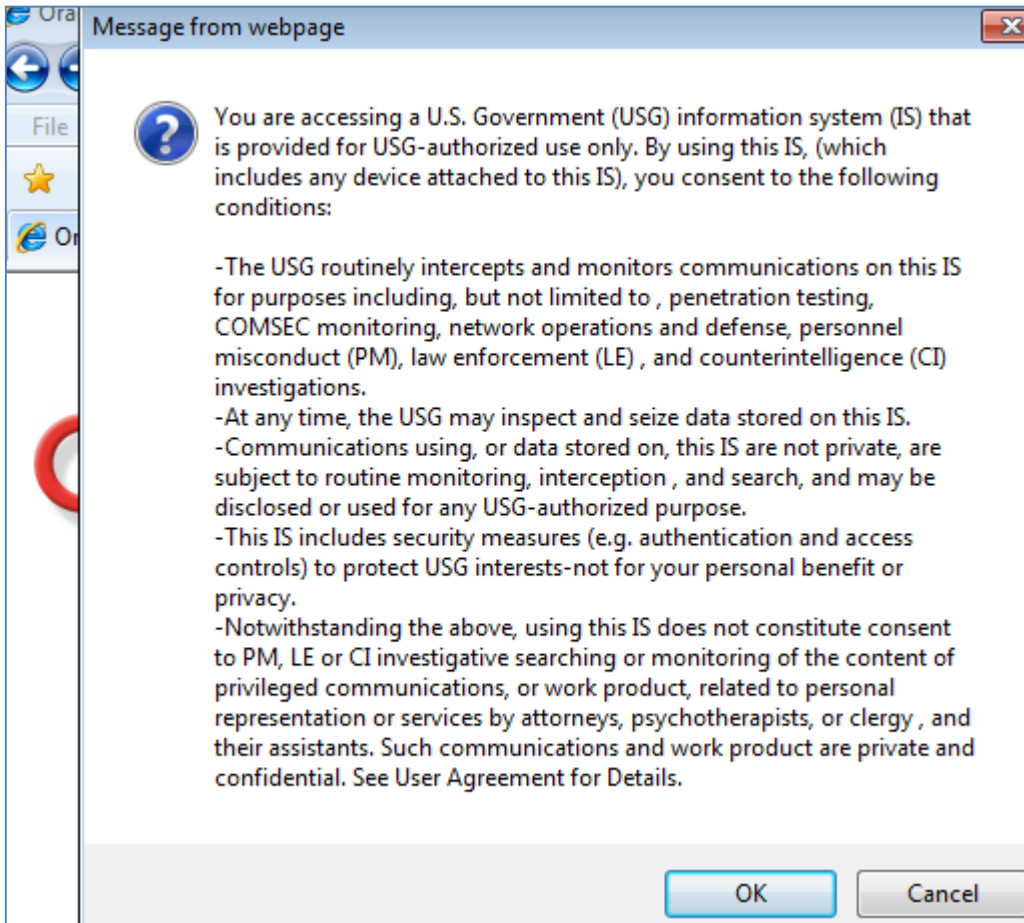 Ora
Message from webpage
File
Or
You are accessing a U.S. Government (USG) information system (IS) that
is provided for USG-authorized use only. By using this IS, (which
includes any device attached to this IS), you consent to the following
conditions:
-The USG routinely intercepts and monitors communications on this IS
for purposes including, but not limited to , penetration testing,
COMSEC monitoring, network operations and defense, personnel
misconduct (PM), law enforcement (LE) , and counterintelligence (CI)
investigations.
-At any time, the USG may inspect and seize data stored on this IS.
-Communications using, or data stored on, this IS are not private, are
subject to routine monitoring, interception , and search, and may be
disclosed or used for any USG-authorized purpose.
-This IS includes security measures (e.g. authentication and access
controls) to protect USG interests-not for your personal benefit or
privacy.
-Notwithstanding the above, using this IS does not constitute consent
to PM, LE or CI investigative searching or monitoring of the content of
privileged communications, or work product, related to personal
representation or services by attorneys, psychotherapists, or clergy , and
their assistants. Such communications and work product are private and
confidential. See User Agreement for Details.
OK
Cancel